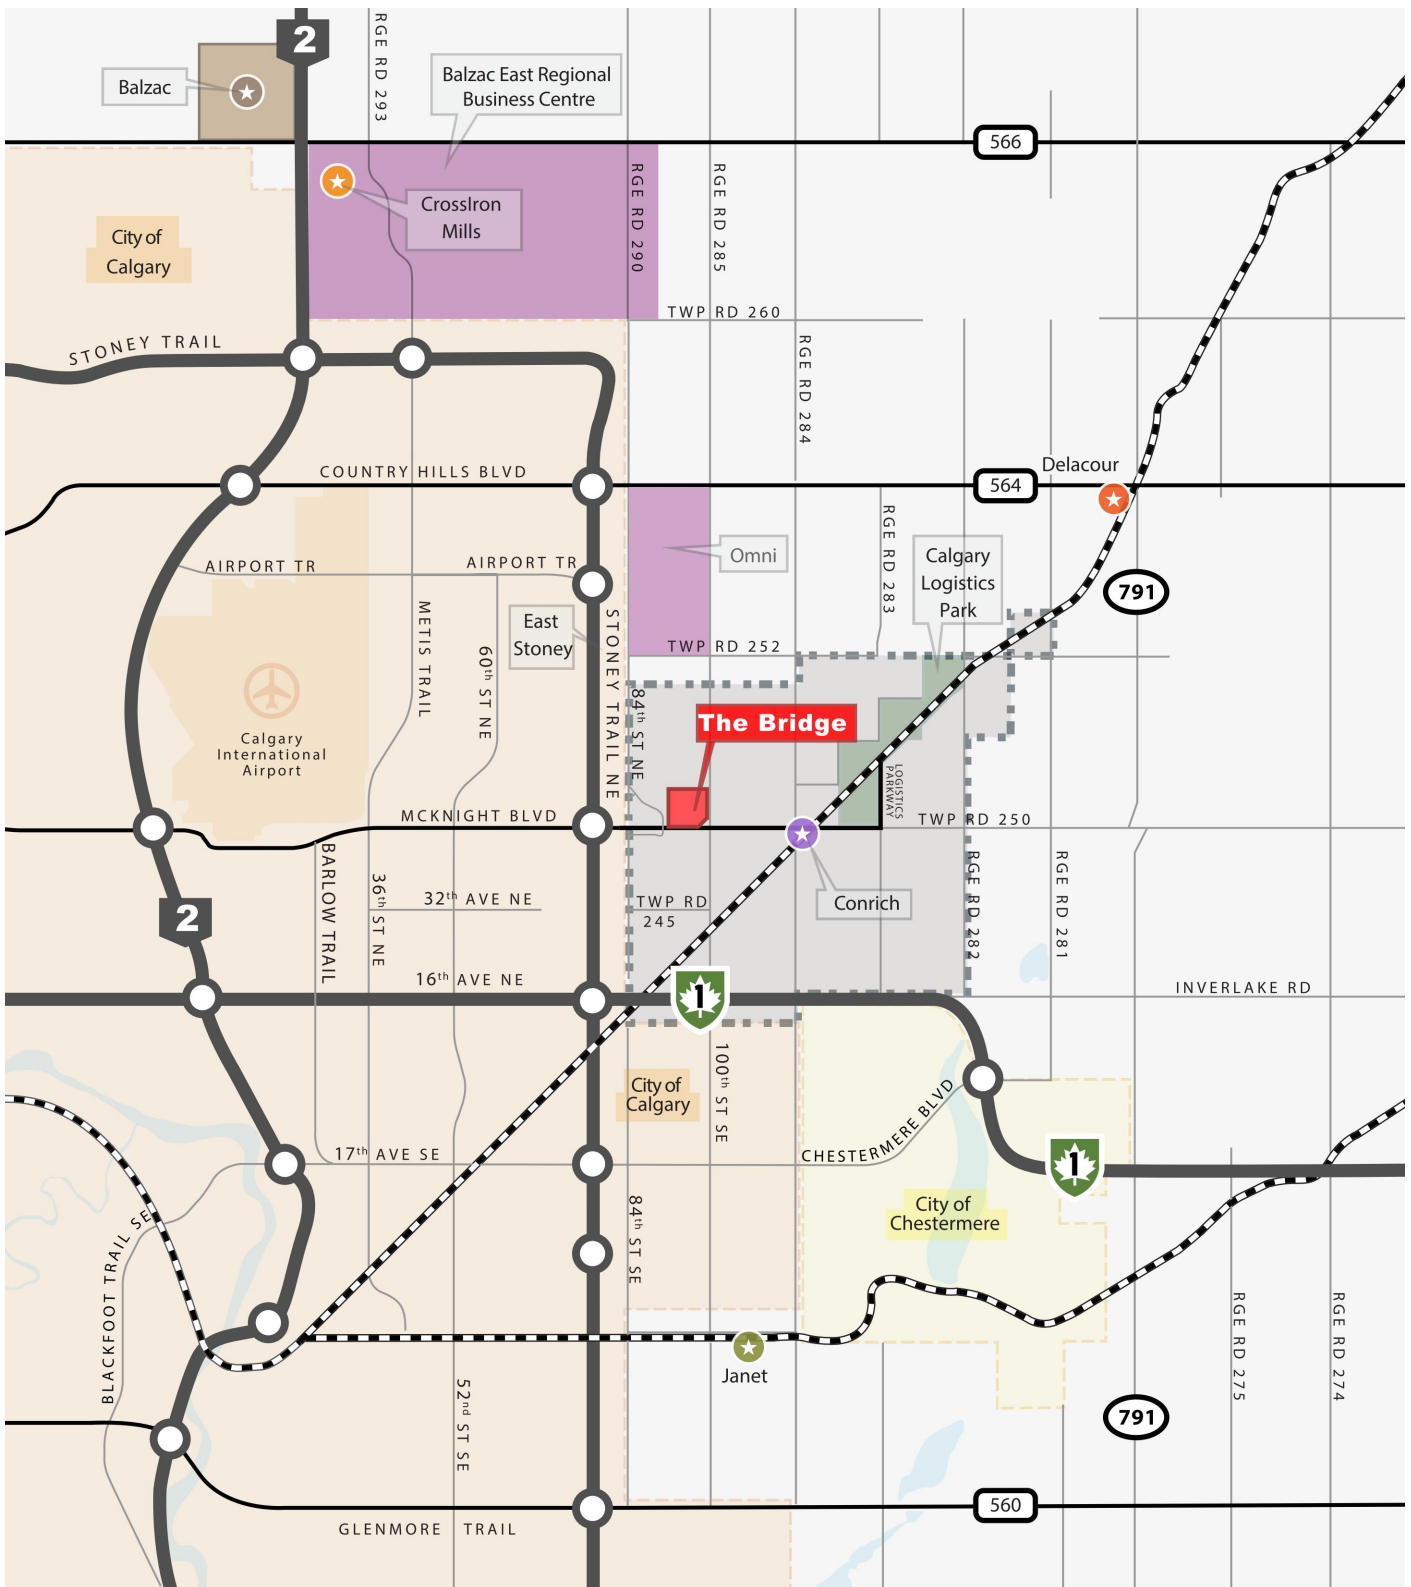 2
RGE RD 293
Balzac
Balzac East Regional
Business Centre
566
CrossIron
Mills
RGE RD 290
RGE RD 285
City of
Calgary
TWP RD 260
STONEY TRAIL
RGE RD 284
Delacour
COUNTRY HILLS BLVD
564
RGE RD 283
Omni
Calgary
Logistics
Park
AIRPORT TR
AIRPORT TR
791
METIS TRAIL
60th ST NE
East
Stoney
STONEY TRAIL NE
TWP RD 252
84th ST NE
The Bridge
Calgary
International
Airport
LOGISTICS
PARKWAY
MCKNIGHT BLVD
TWP RD 250
BARLOW TRAIL
36th ST NE
32th AVE NE
TWP RD
245
Conrich
RGE RD 282
RGE RD 281
2
16th AVE NE
1
INVERLAKE RD
City of
Calgary
100th ST SE
CHESTERMERE BLVD
17th AVE SE
1
City of
Chestermere
84th ST SE
BLACKFOOT TRAIL SE
RGE RD 275
RGE RD 274
Janet
52nd ST SE
791
560
GLENMORE TRAIL